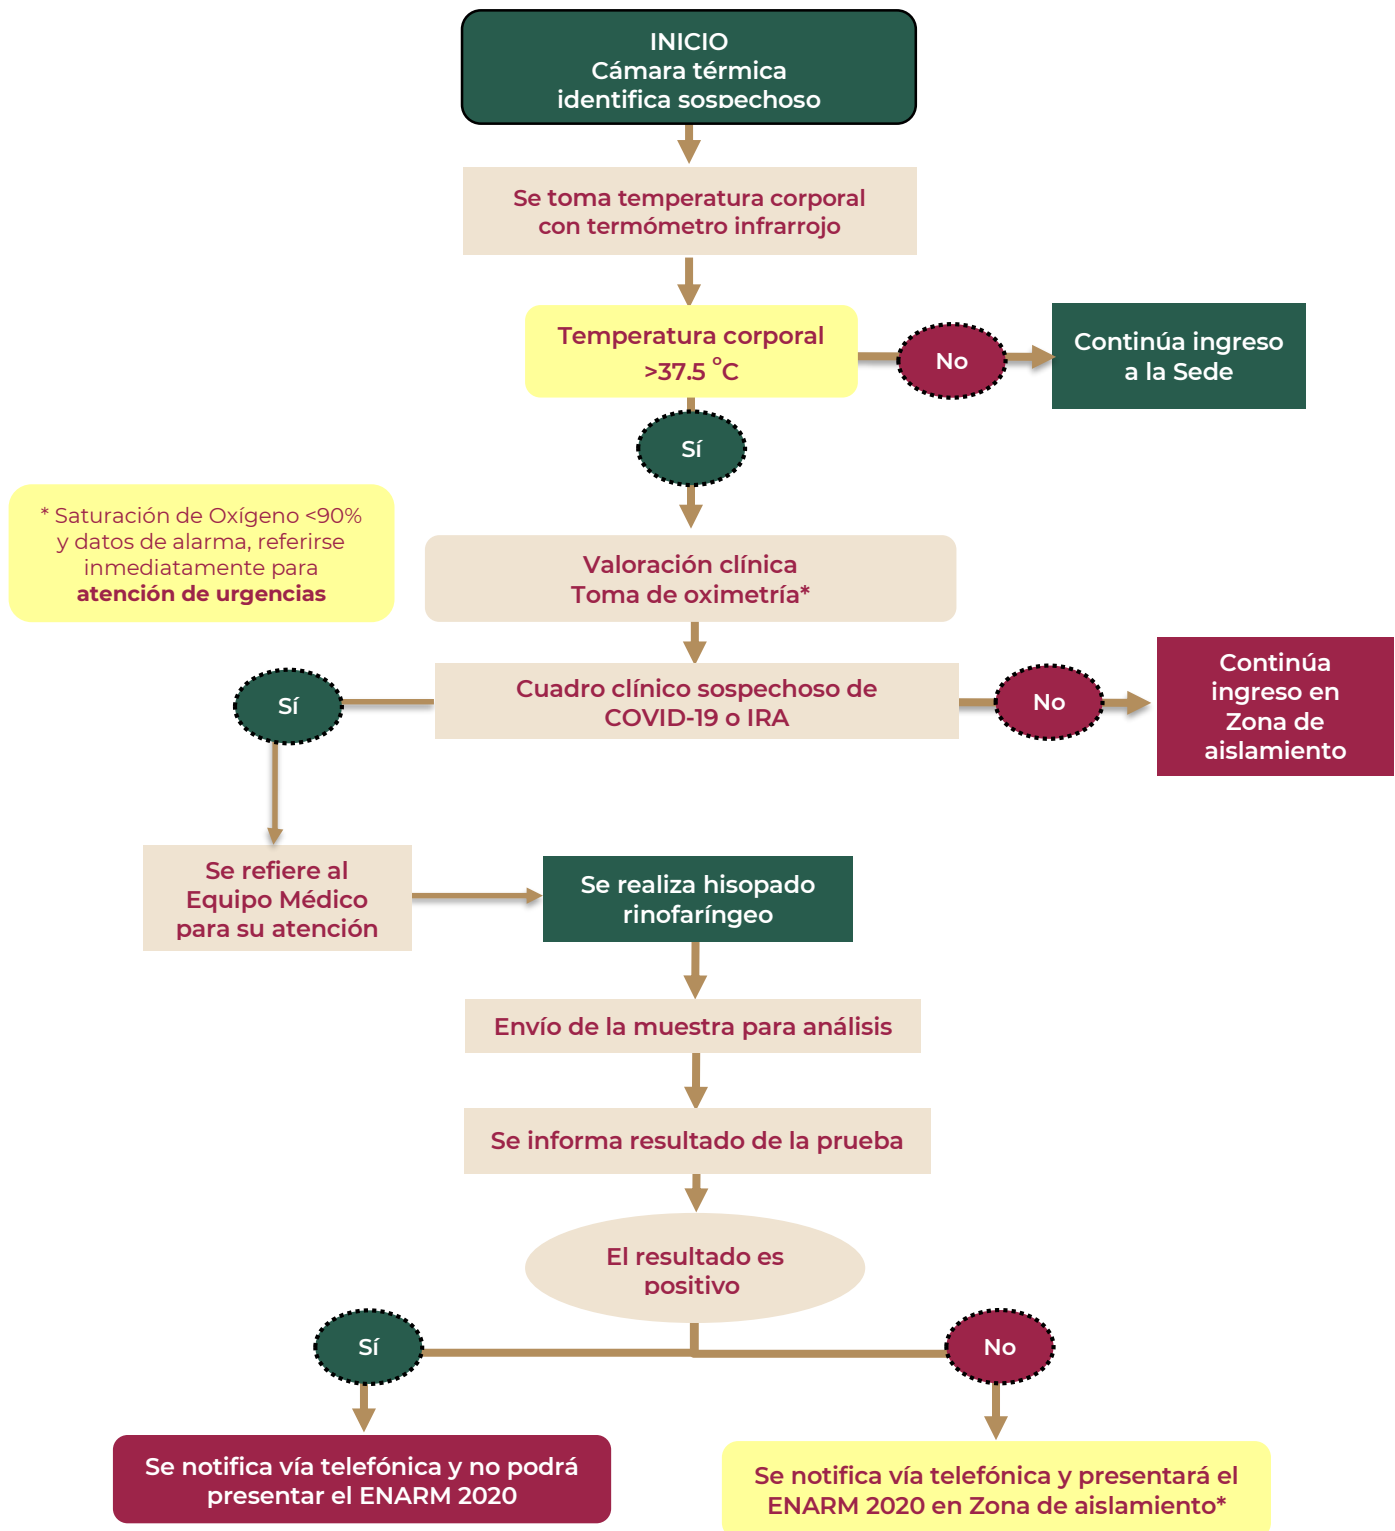 INICIO
Cámara térmica
identifica sospechoso
Se toma temperatura corporal
con termómetro infrarrojo
Temperatura corporal
>37.5 °C
No
Continúa ingreso
a la Sede
Sí
* Saturación de Oxígeno <90%
y datos de alarma, referirse
inmediatamente para
atención de urgencias
Valoración clínica
Toma de oximetría*
Cuadro clínico sospechoso de
COVID-19 o IRA
Sí
No
Continúa
ingreso en
Zona de
aislamiento
Se refiere al
Equipo Médico
para su atención
Se realiza hisopado
rinofaríngeo
Envío de la muestra para análisis
Se informa resultado de la prueba
El resultado es
positivo
Sí
No
Se notifica vía telefónica y no podrá
presentar el ENARM 2020
Se notifica vía telefónica y presentará el
ENARM 2020 en Zona de aislamiento*